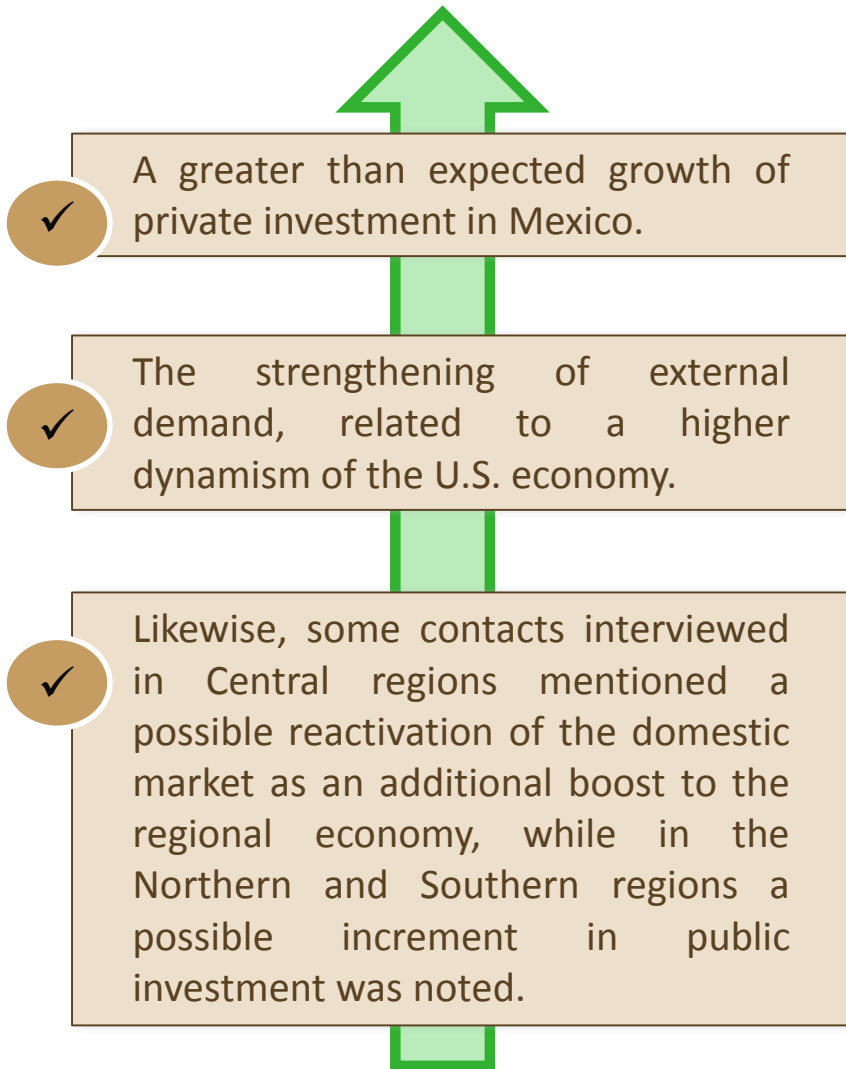 A greater than expected growth of
private investment in Mexico.
The strengthening of external
demand, related to a higher
dynamism of the U.S. economy.
Likewise, some contacts interviewed
in Central regions mentioned a
possible reactivation of the domestic
market as an additional boost to the
regional economy, while in the
Northern and Southern regions a
possible increment in public
investment was noted.